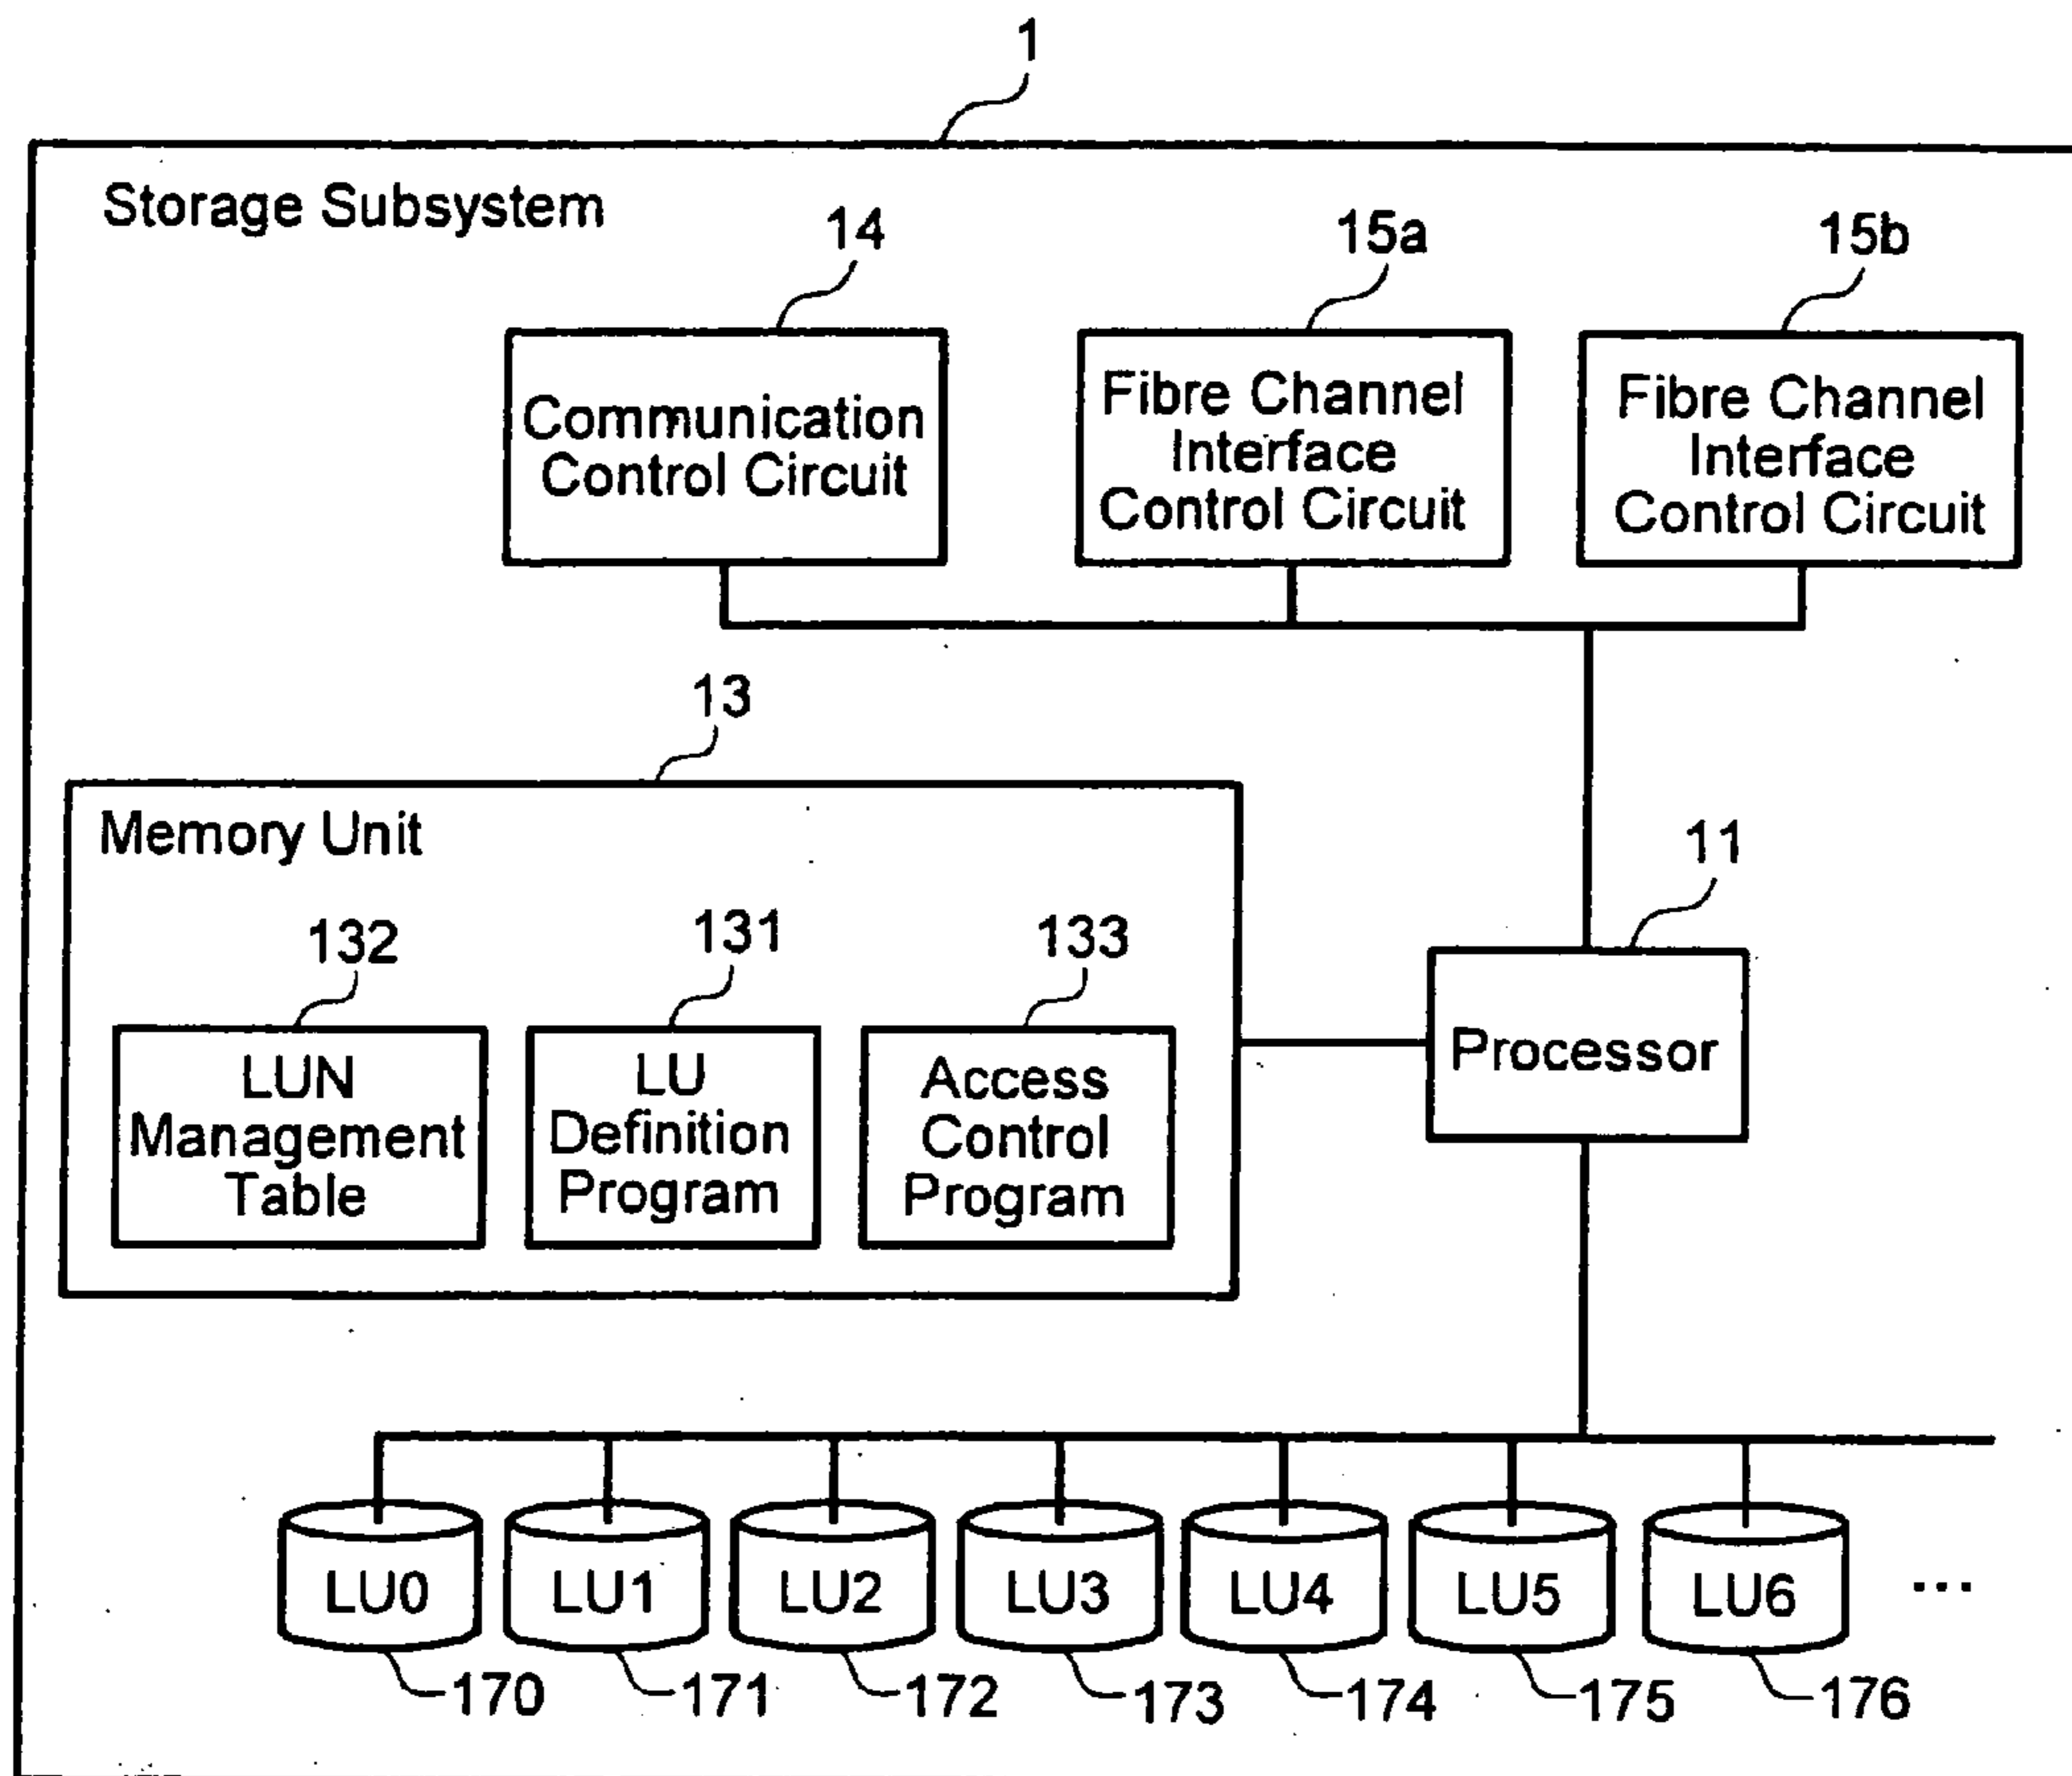 1
Storage Subsystem
14
15a
15b
Communication
Control Circuit
Fibre Channel
Interface
Control Circuit
Fibre Channel
Interface
Control Circuit
13
Memory Unit
11
132
131
133
LUN
Management
Table
LU
Definition
Program
Access
Control
Program
Processor
LU0
LU1
LU2
LU3
LU4
LU5
LU6
...
170
171
172
173
174
175
176